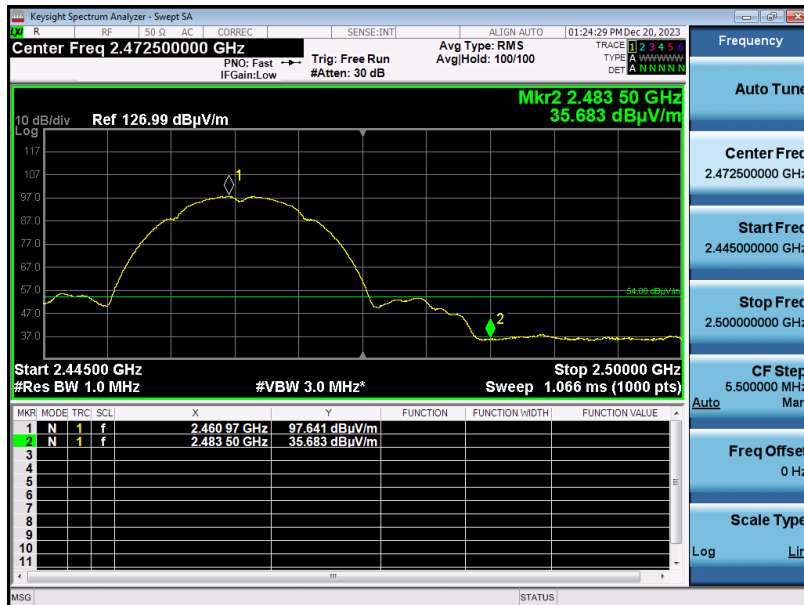 Keysight Spectrum Analyzer - Swept SA
LXI R RF 50 Ω AC CORREC SENSE:INT ALIGN AUTO 01:24:29 PM Dec 20, 2023
Center Freq 2.472500000 GHz
PNO: Fast
IFGain:Low
Trig: Free Run
#Atten: 30 dB
Avg Type: RMS
Avg|Hold: 100/100
TRACE 1 2 3 4 5 6
TYPE A W W W W W
DET A N N N N N
Mkr2 2.483 50 GHz
35.683 dBµV/m
10 dB/div Ref 126.99 dBµV/m
Log
117
107
97.0
87.0
77.0
67.0
57.0
47.0
37.0
1
54.00 dBµV/m
2
Start 2.44500 GHz Stop 2.50000 GHz
#Res BW 1.0 MHz #VBW 3.0 MHz* Sweep 1.066 ms (1000 pts)
MKR MODE TRC SCL X Y FUNCTION FUNCTION WIDTH FUNCTION VALUE
1 N 1 f 2.460 97 GHz 97.641 dBµV/m
2 N 1 f 2.483 50 GHz 35.683 dBµV/m
3
4
5
6
7
8
9
10
11
MSG STATUS
Frequency
Auto Tune
Center Freq
2.472500000 GHz
Start Freq
2.445000000 GHz
Stop Freq
2.500000000 GHz
CF Step
5.500000 MHz
Auto Man
Freq Offset
0 Hz
Scale Type
Log Lin